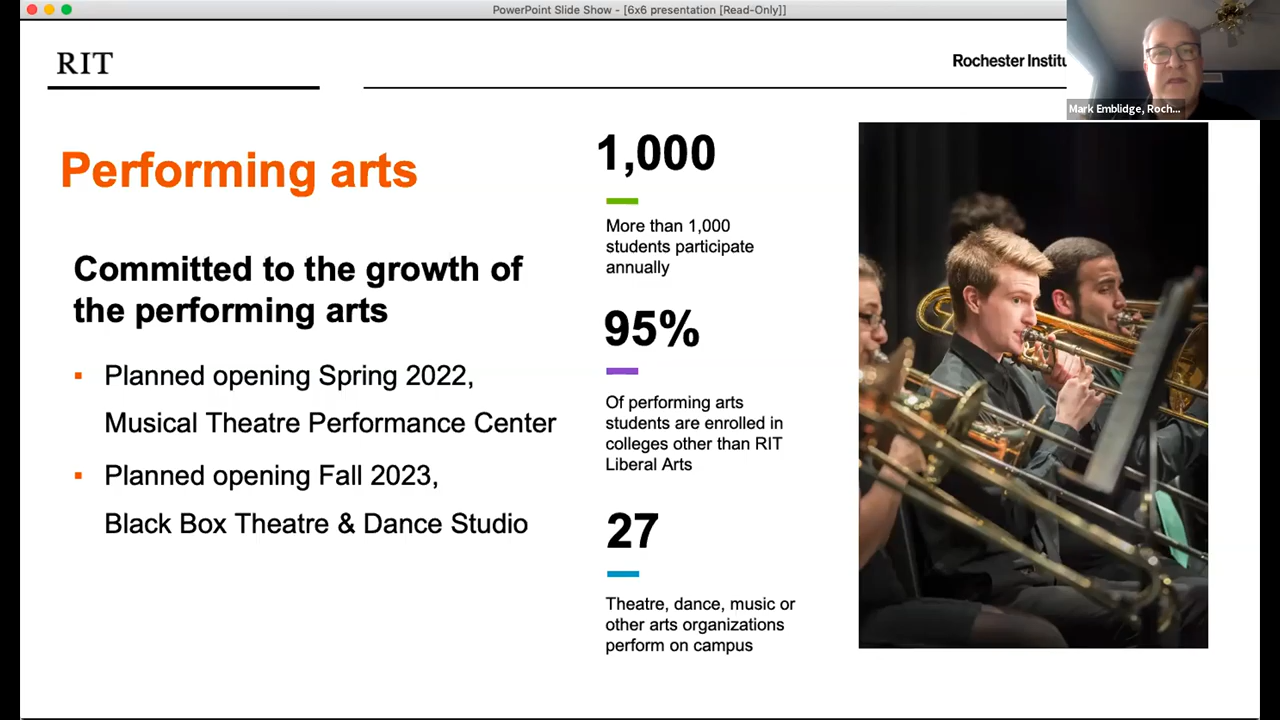 PowerPoint Slide Show - [6x6 presentation [Read-Only]]
RIT
Rochester Institu
Mark Emblidge, Roch...
Performing arts
Committed to the growth of
the performing arts
▪ Planned opening Spring 2022,
Musical Theatre Performance Center
▪ Planned opening Fall 2023,
Black Box Theatre & Dance Studio
1,000
More than 1,000
students participate
annually
95%
Of performing arts
students are enrolled in
colleges other than RIT
Liberal Arts
27
Theatre, dance, music or
other arts organizations
perform on campus